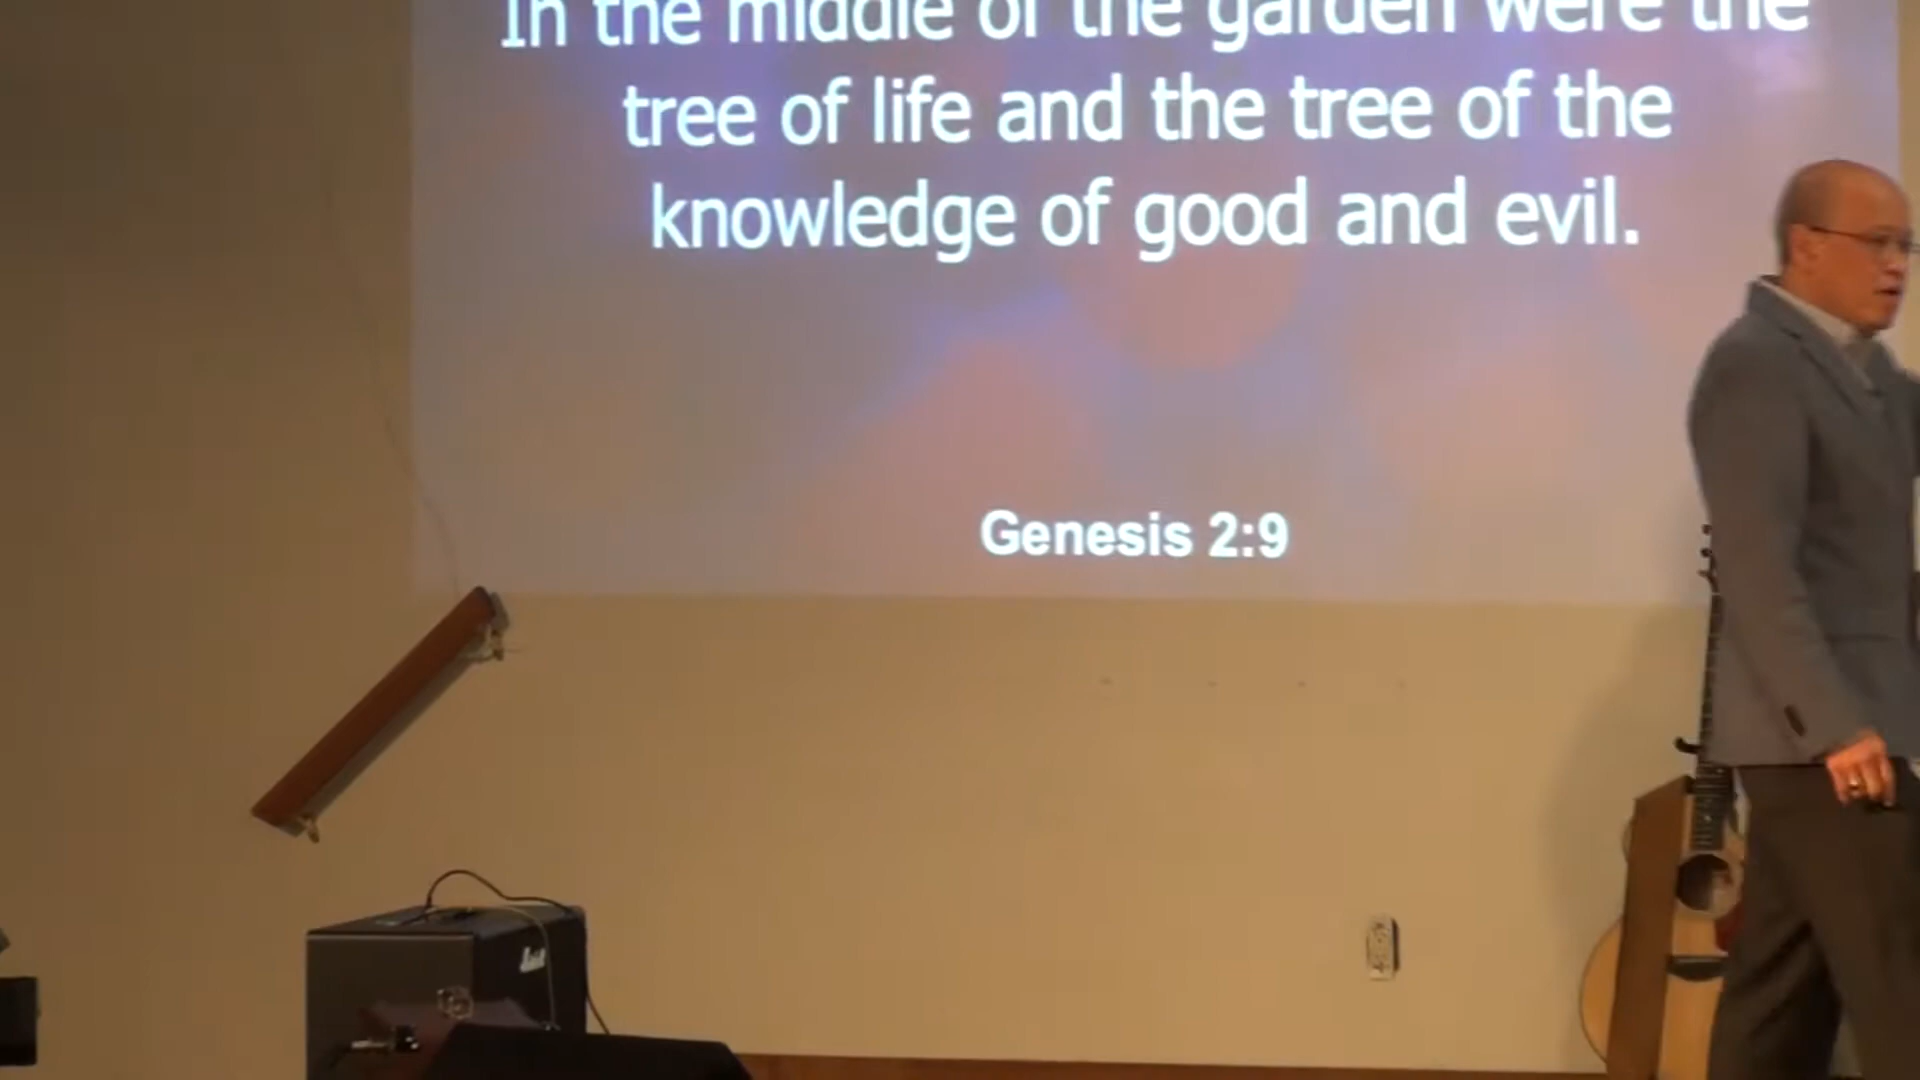 In the middle of the garden were the
tree of life and the tree of the
knowledge of good and evil.
Genesis 2:9
Marshall